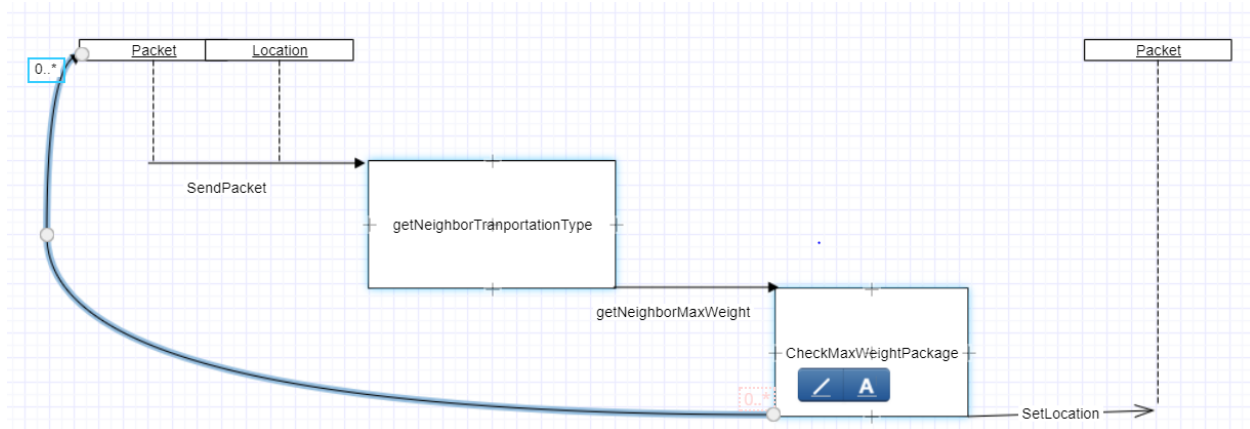 Packet
Location
Packet
0..*
SendPacket
getNeighborTranportationType
getNeighborMaxWeight
CheckMaxWeightPackage
A
0..*
SetLocation